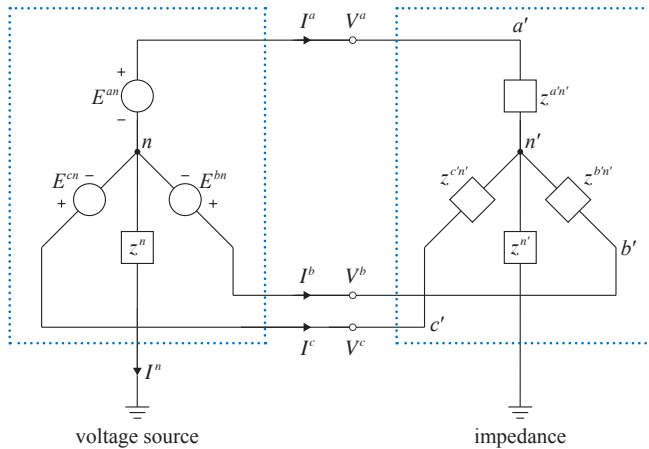 I^a V^a a′
+
E^{an} z^{a′n′}
−
n n′
E^{cn} − − E^{bn} z^{c′n′} z^{b′n′}
+ +
z^n z^{n′} b′
I^b V^b
c′
I^c V^c
I^n
voltage source impedance